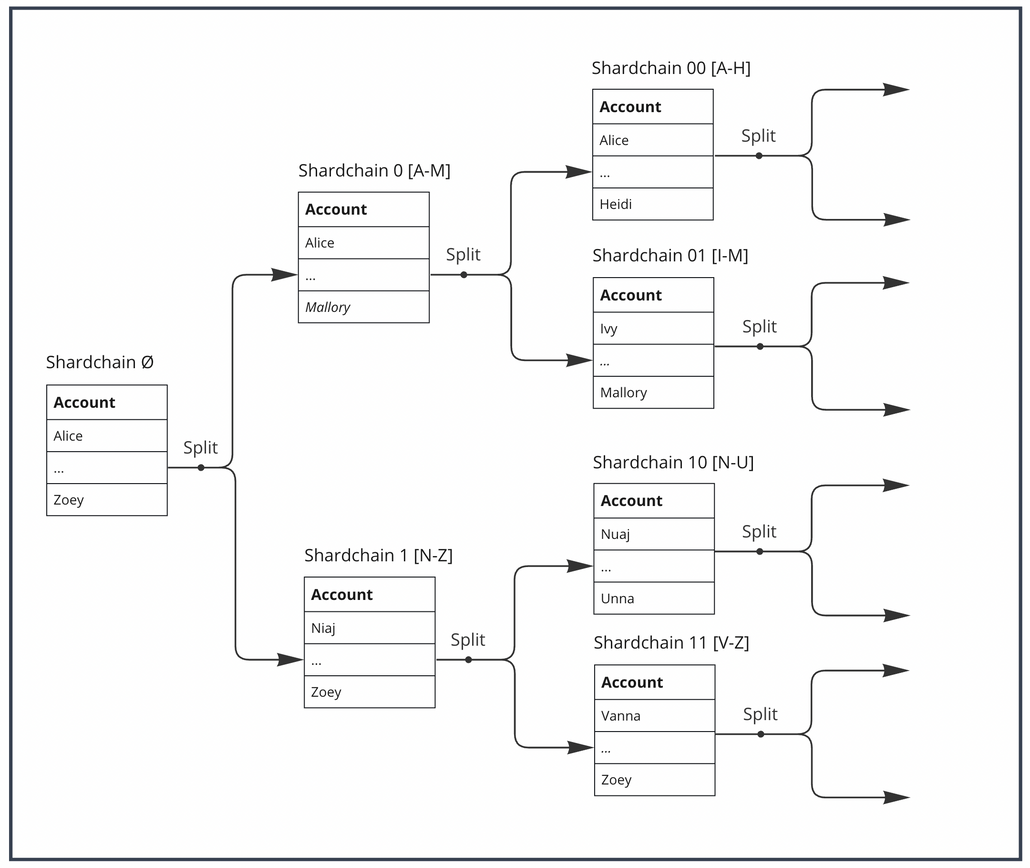 Shardchain Ø
Account
Alice
...
Zoey
Split
Shardchain 0 [A-M]
Account
Alice
...
Mallory
Split
Shardchain 1 [N-Z]
Account
Niaj
...
Zoey
Split
Shardchain 00 [A-H]
Account
Alice
...
Heidi
Split
Shardchain 01 [I-M]
Account
Ivy
...
Mallory
Split
Shardchain 10 [N-U]
Account
Nuaj
...
Unna
Split
Shardchain 11 [V-Z]
Account
Vanna
...
Zoey
Split